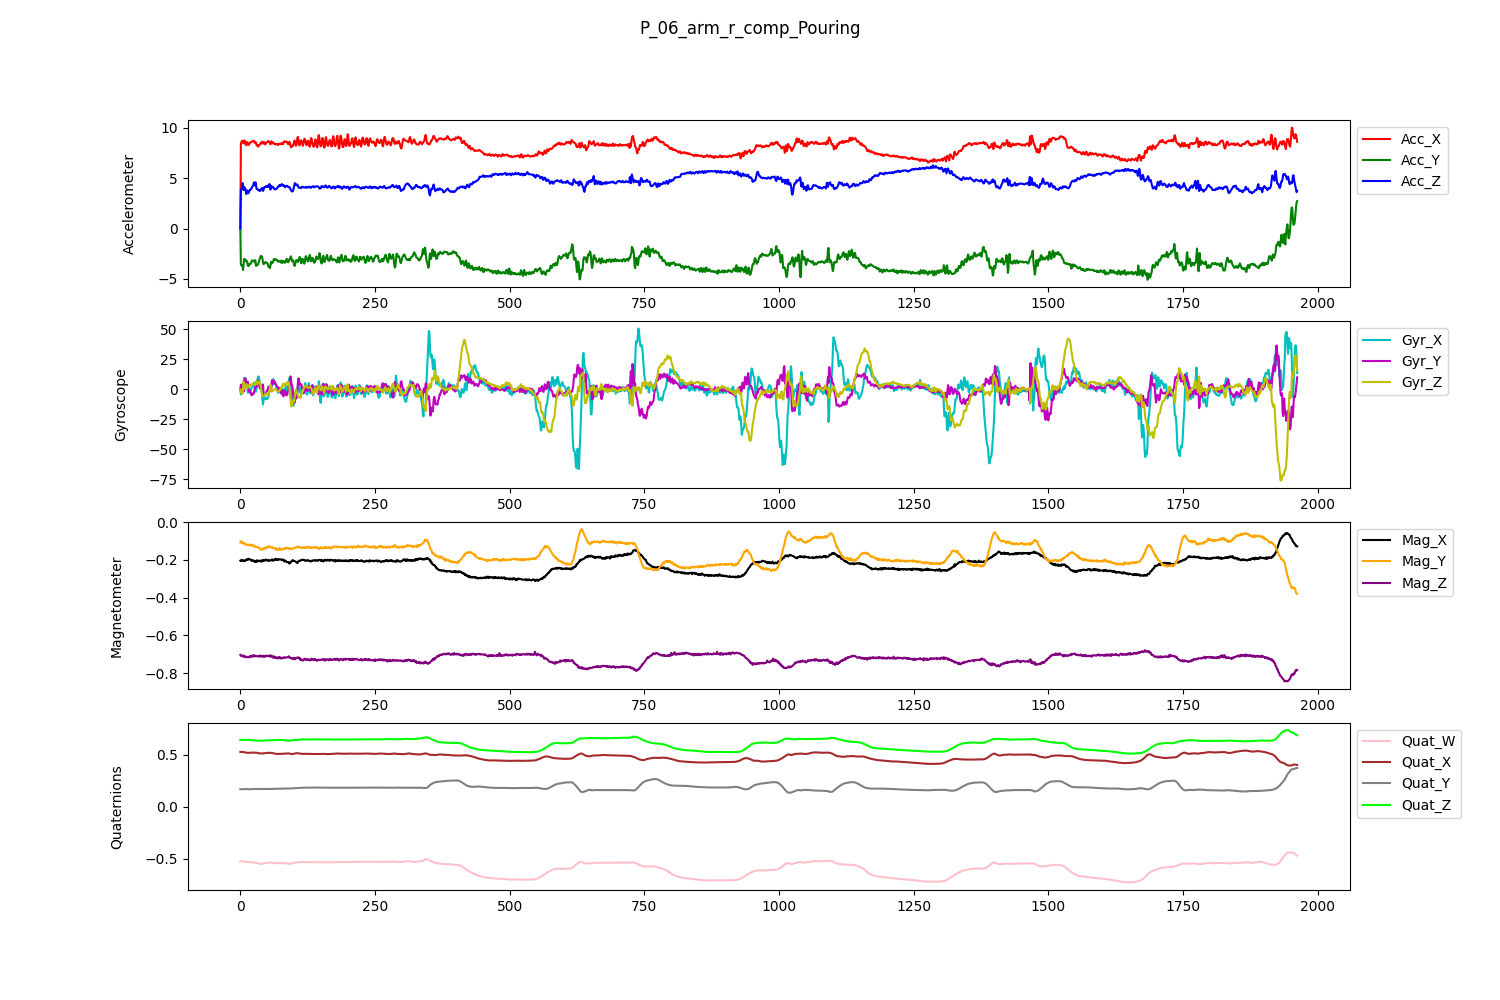 P_06_arm_r_comp_Pouring
Accelerometer
10
5
0
−5
0 250 500 750 1000 1250 1500 1750 2000
Acc_X
Acc_Y
Acc_Z
Gyroscope
50
25
0
−25
−50
−75
0 250 500 750 1000 1250 1500 1750 2000
Gyr_X
Gyr_Y
Gyr_Z
Magnetometer
0.0
−0.2
−0.4
−0.6
−0.8
0 250 500 750 1000 1250 1500 1750 2000
Mag_X
Mag_Y
Mag_Z
Quaternions
0.5
0.0
−0.5
0 250 500 750 1000 1250 1500 1750 2000
Quat_W
Quat_X
Quat_Y
Quat_Z